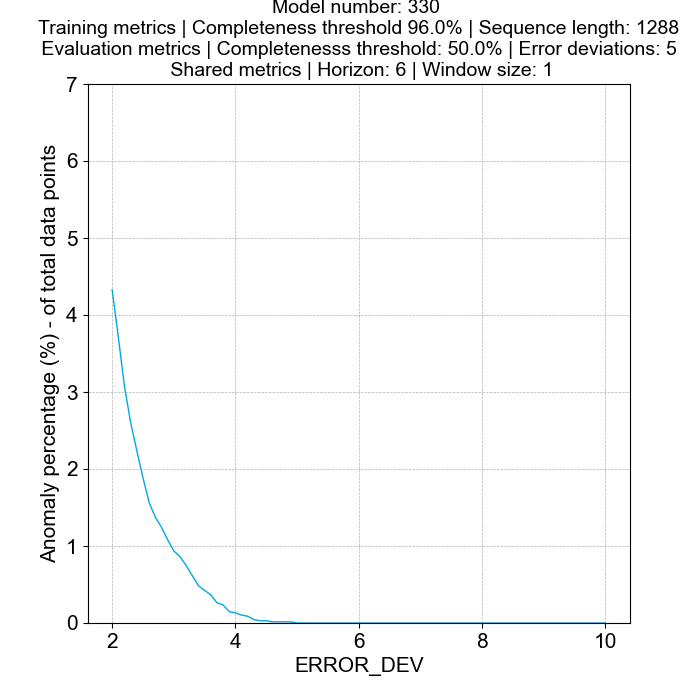 Model number: 330
Training metrics | Completeness threshold 96.0% | Sequence length: 1288
Evaluation metrics | Completenesss threshold: 50.0% | Error deviations: 5
Shared metrics | Horizon: 6 | Window size: 1
7
6
5
4
3
2
1
0
Anomaly percentage (%) - of total data points
2 4 6 8 10
ERROR_DEV